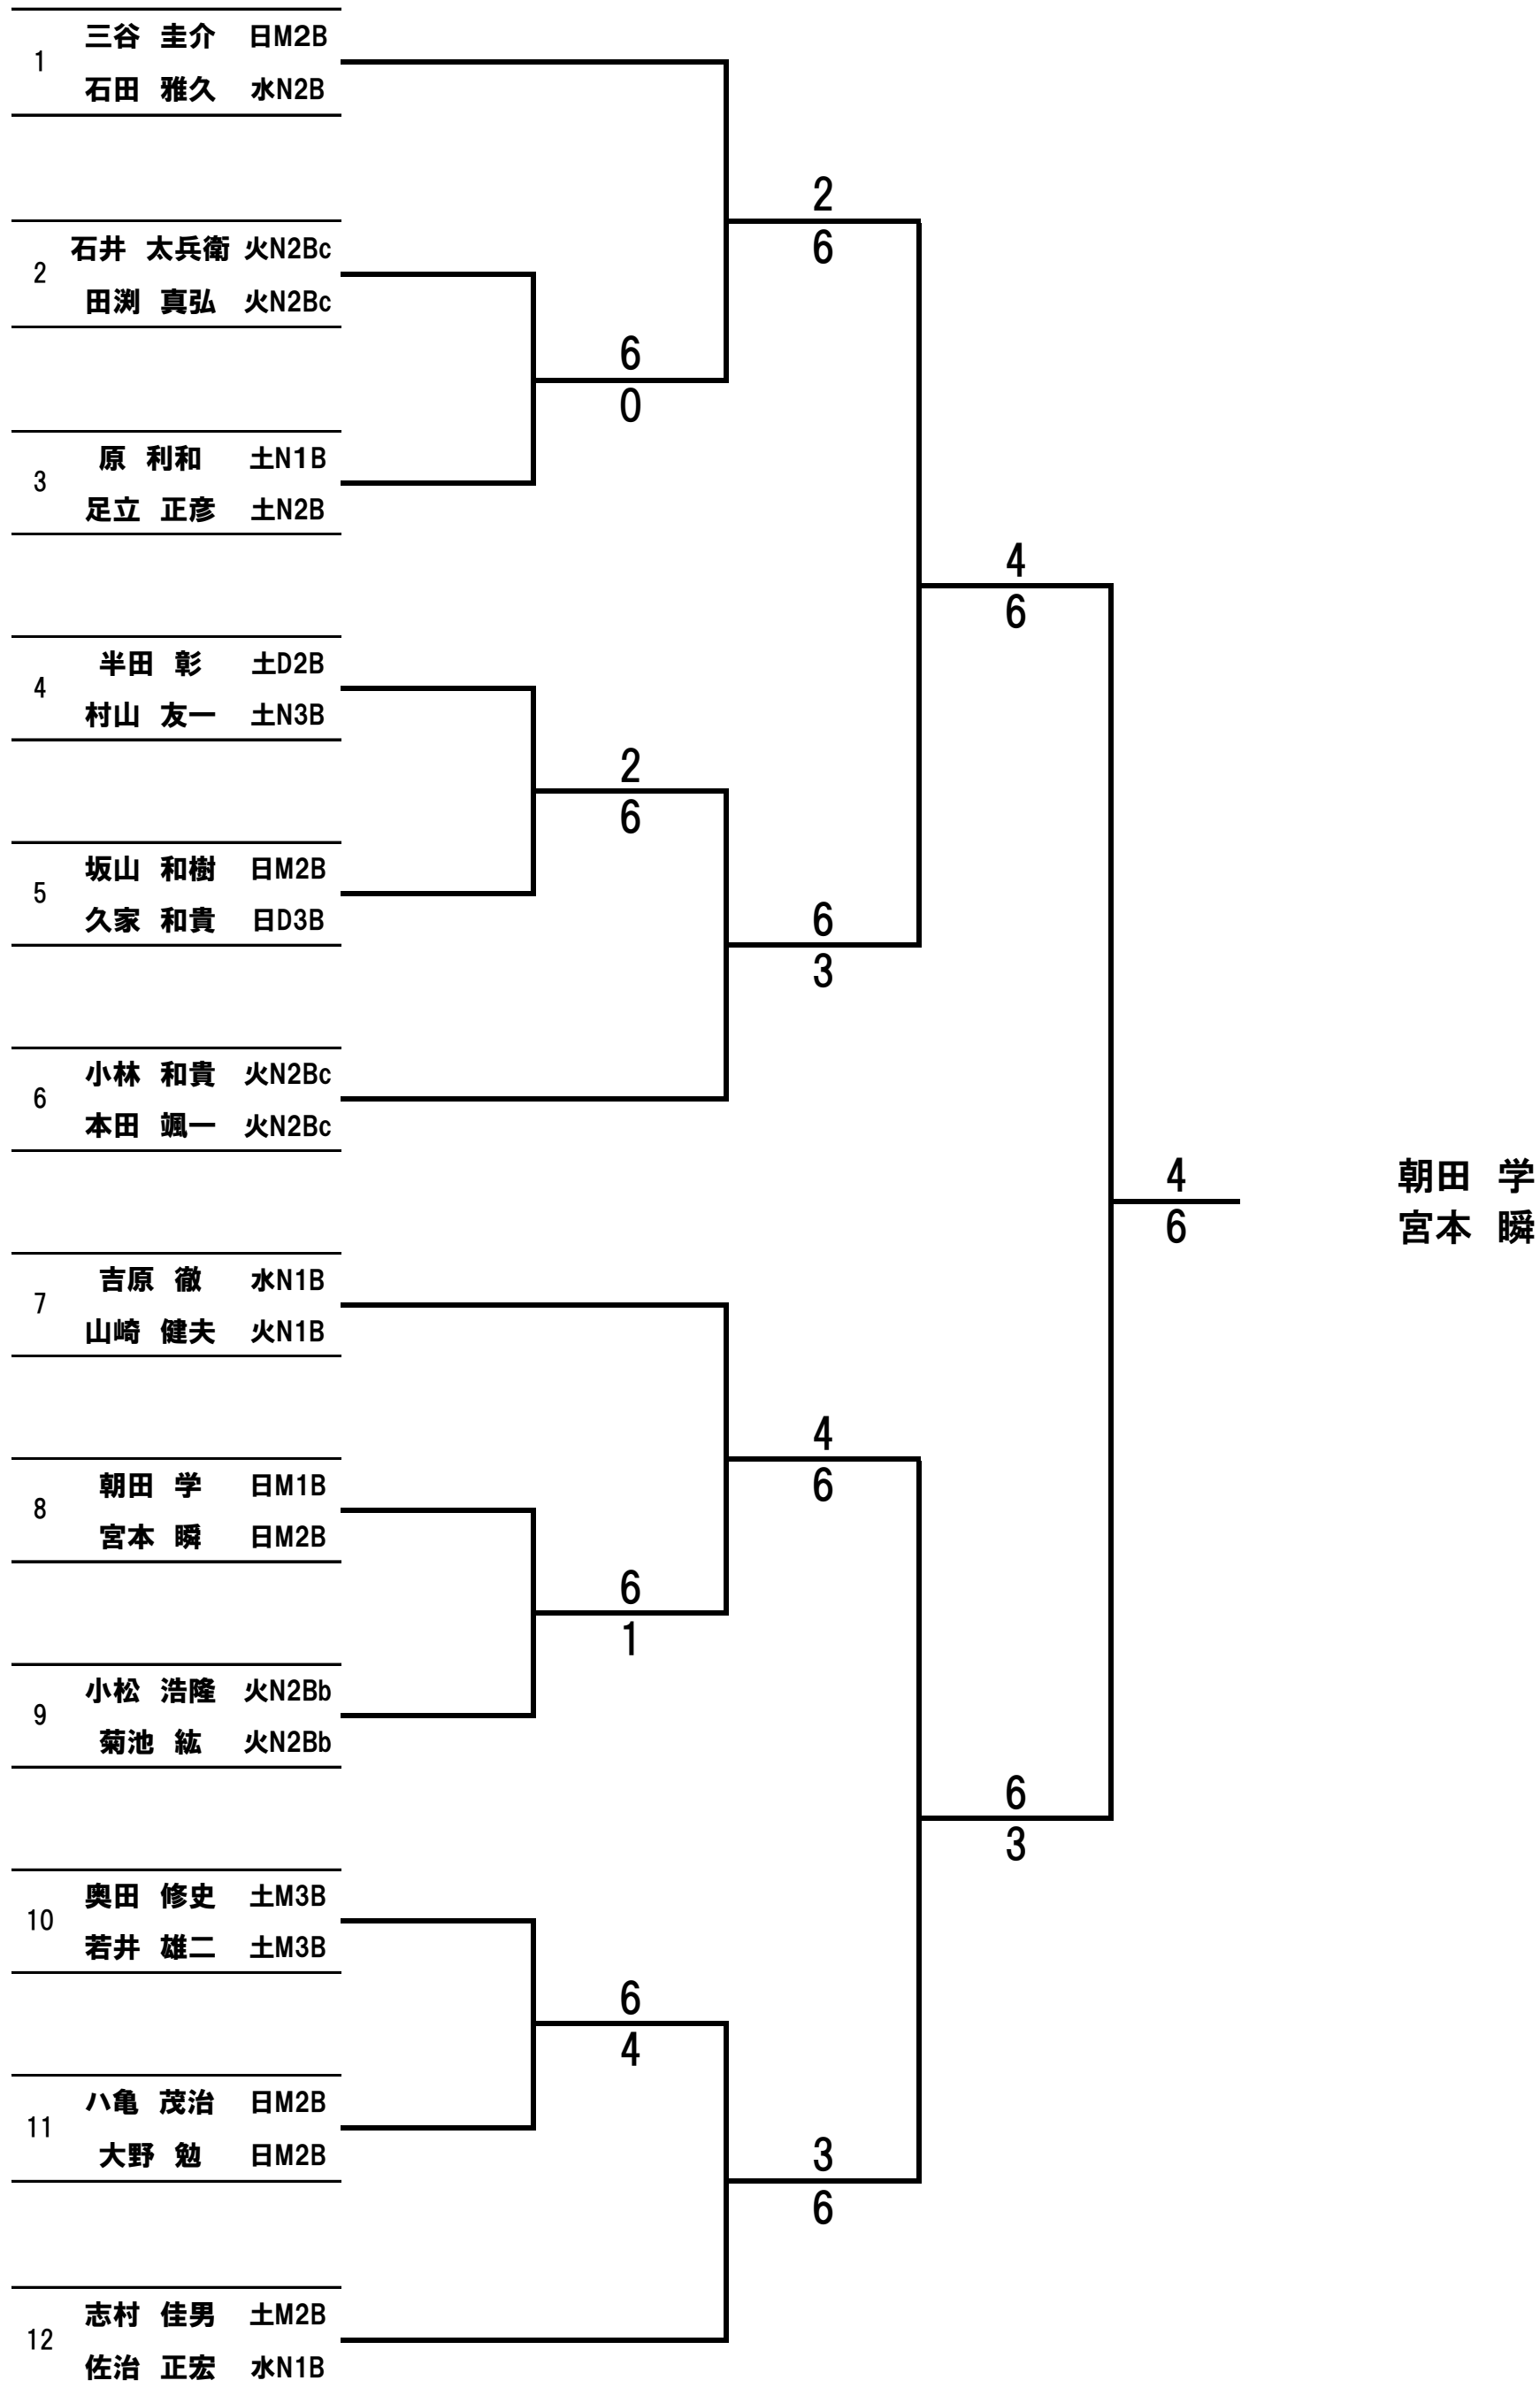 1
三谷 圭介 日M2B
石田 雅久 水N2B
2
石井 太兵衛 火N2Bc
田渕 真弘 火N2Bc
3
原 利和 土N1B
足立 正彦 土N2B
4
半田 彰 土D2B
村山 友一 土N3B
5
坂山 和樹 日M2B
久家 和貴 日D3B
6
小林 和貴 火N2Bc
本田 颯一 火N2Bc
7
吉原 徹 水N1B
山崎 健夫 火N1B
8
朝田 学 日M1B
宮本 瞬 日M2B
9
小松 浩隆 火N2Bb
菊池 紘 火N2Bb
10
奥田 修史 土M3B
若井 雄二 土M3B
11
八亀 茂治 日M2B
大野 勉 日M2B
12
志村 佳男 土M2B
佐治 正宏 水N1B
6
0
2
6
6
1
6
4
2
6
6
3
4
6
3
6
4
6
6
3
4
6
朝田 学
宮本 瞬